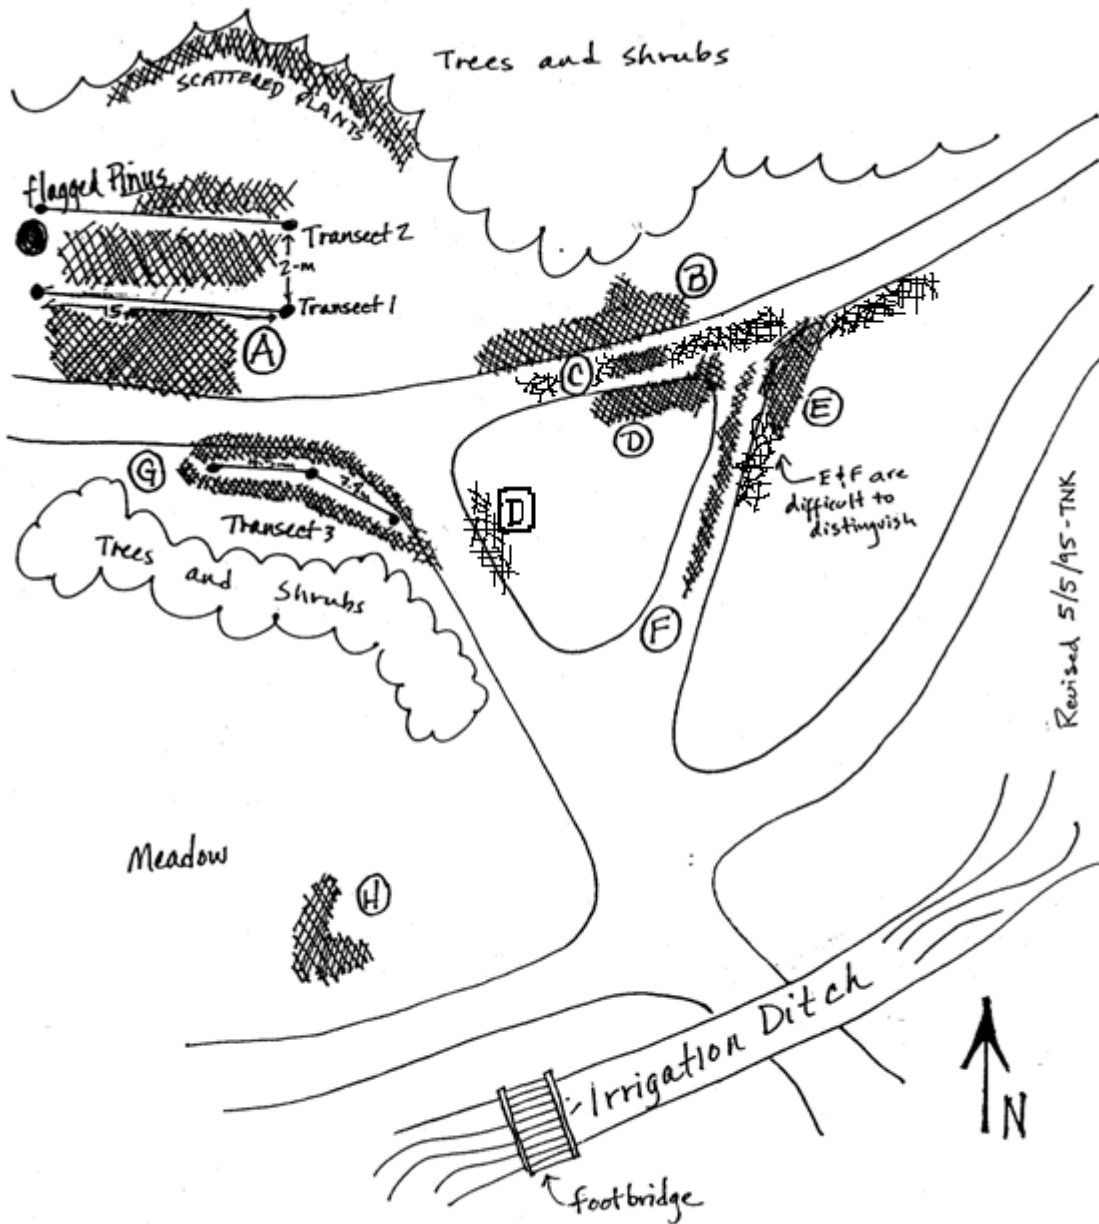 Trees and shrubs
SCATTERED PLANTS
flagged Pinus
Transect 2
2-m
Transect 1
15 m
A
B
C
D
E
D
E & F are
difficult to
distinguish
F
G
Transect 3
Trees and Shrubs
Revised 5/5/95-TNK
Meadow
H
Irrigation Ditch
N
footbridge